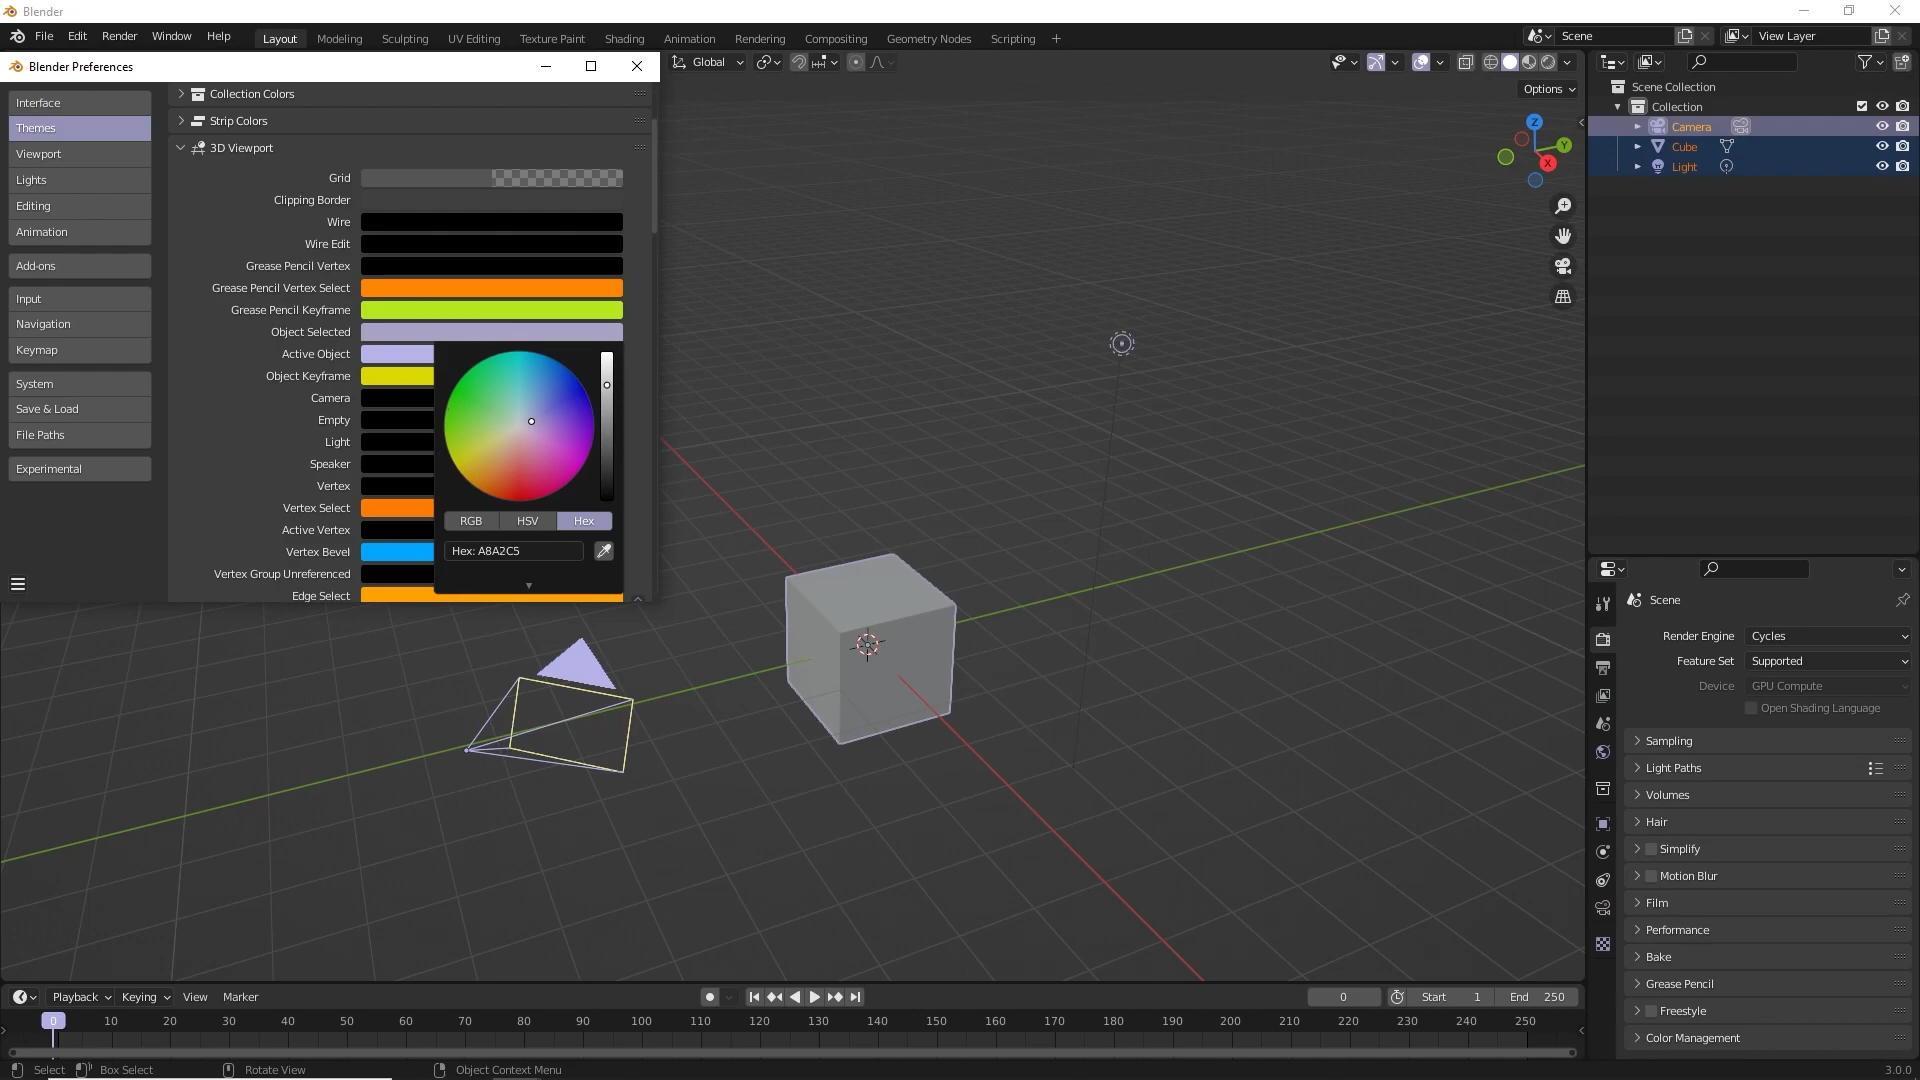 Blender
File Edit Render Window Help Layout Modeling Sculpting UV Editing Texture Paint Shading Animation Rendering Compositing Geometry Nodes Scripting + Scene View Layer
Blender Preferences
Global
Options
Interface
Themes
Viewport
Lights
Editing
Animation
Add-ons
Input
Navigation
Keymap
System
Save & Load
File Paths
Experimental
Collection Colors
Strip Colors
3D Viewport
Grid
Clipping Border
Wire
Wire Edit
Grease Pencil Vertex
Grease Pencil Vertex Select
Grease Pencil Keyframe
Object Selected
Active Object
Object Keyframe
Camera
Empty
Light
Speaker
Vertex
Vertex Select
Active Vertex
Vertex Bevel
Vertex Group Unreferenced
Edge Select
RGB HSV Hex
Hex: A8A2C5
Z
Y
X
Scene Collection
Collection
Camera
Cube
Light
Scene
Render Engine Cycles
Feature Set Supported
Device GPU Compute
Open Shading Language
Sampling
Light Paths
Volumes
Hair
Simplify
Motion Blur
Film
Performance
Bake
Grease Pencil
Freestyle
Color Management
Playback Keying View Marker 0 Start 1 End 250
0 10 20 30 40 50 60 70 80 90 100 110 120 130 140 150 160 170 180 190 200 210 220 230 240 250
Select Box Select Rotate View Object Context Menu 3.0.0